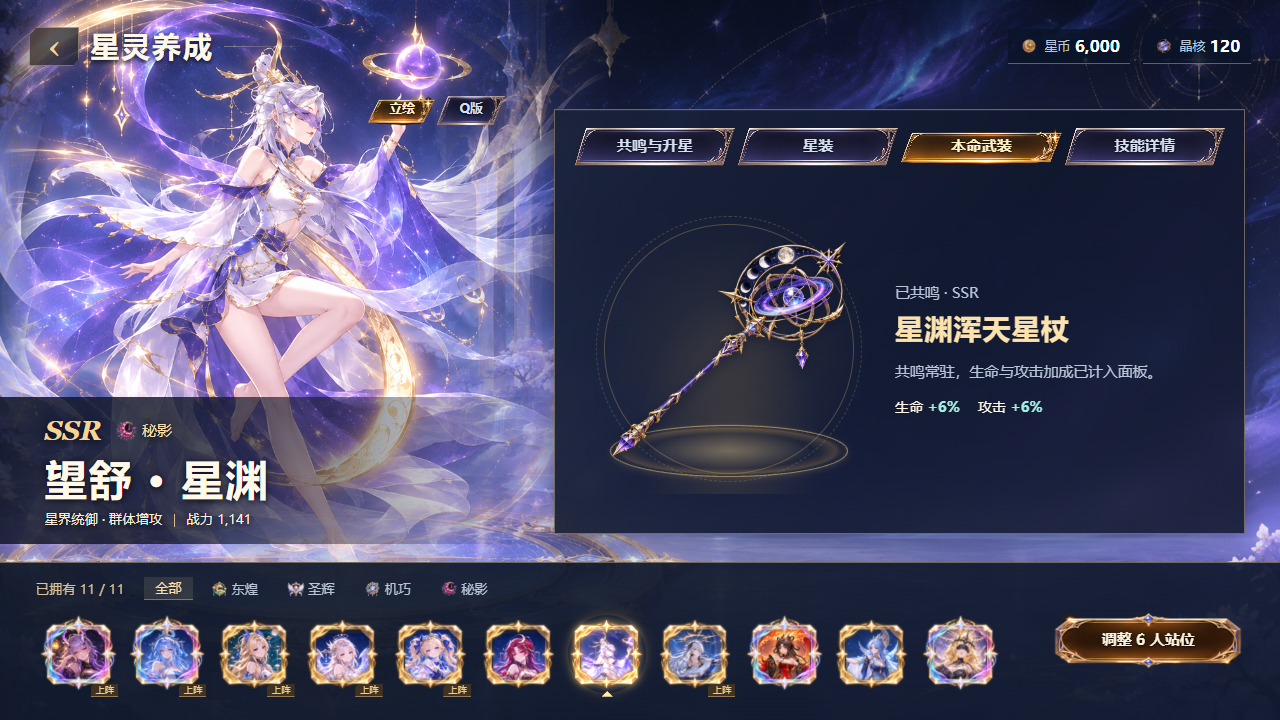 星灵养成
星币 6,000
晶核 120
立绘
Q版
共鸣与升星
星装
本命武装
技能详情
已共鸣 · SSR
星渊浑天星杖
共鸣常驻，生命与攻击加成已计入面板。
生命 +6% 攻击 +6%
SSR 秘影
望舒·星渊
星界统御 · 群体增攻 | 战力 1,141
已拥有 11 / 11
全部
东煌
圣辉
机巧
秘影
上阵
上阵
上阵
上阵
上阵
上阵
调整 6 人站位